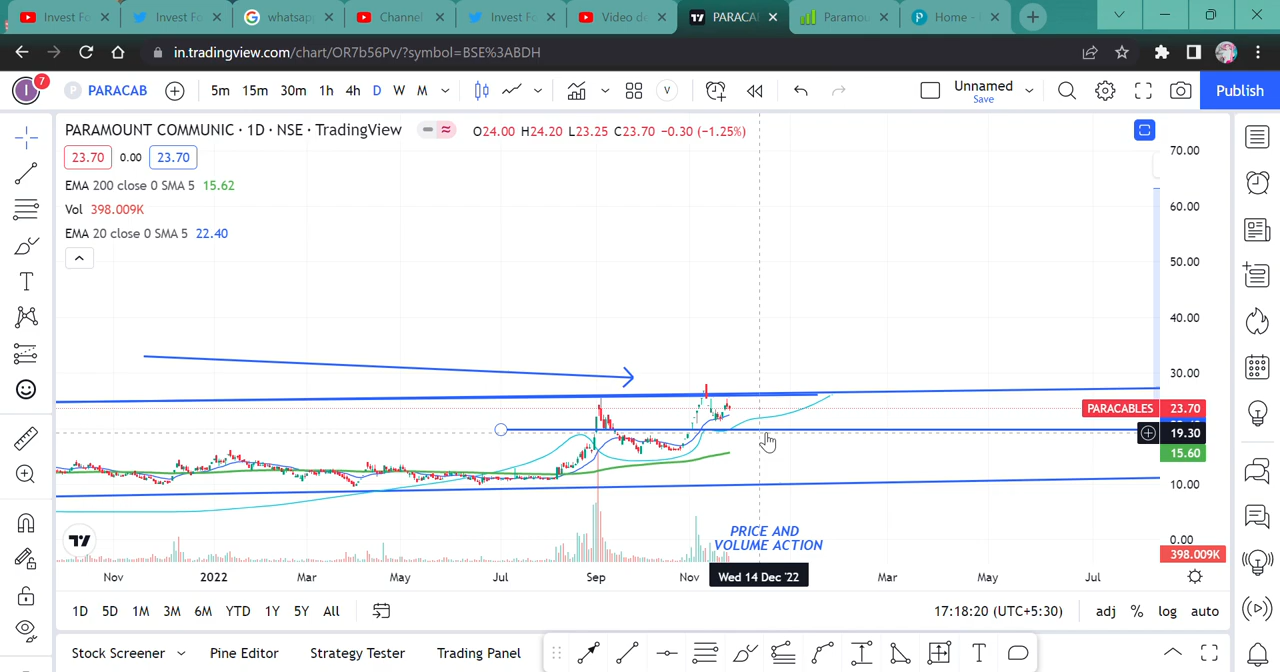 Invest Fo
Invest Fo
whatsap
Channel
Invest Fo
Video de
PARACA
Paramou
Home -
in.tradingview.com/chart/OR7b56Pv/?symbol=BSE%3ABDH
I 7 P PARACAB 5m 15m 30m 1h 4h D W M V Unnamed Save Publish
PARAMOUNT COMMUNIC · 1D · NSE · TradingView O24.00 H24.20 L23.25 C23.70 −0.30 (−1.25%)
23.70 0.00 23.70
EMA 200 close 0 SMA 5 15.62
Vol 398.009K
EMA 20 close 0 SMA 5 22.40
70.00
60.00
50.00
40.00
30.00
PARACABLES 23.70
19.30
15.60
10.00
0.00
398.009K
PRICE AND
VOLUME ACTION
Nov 2022 Mar May Jul Sep Nov Wed 14 Dec '22 Mar May Jul
1D 5D 1M 3M 6M YTD 1Y 5Y All 17:18:20 (UTC+5:30) adj % log auto
Stock Screener Pine Editor Strategy Tester Trading Panel